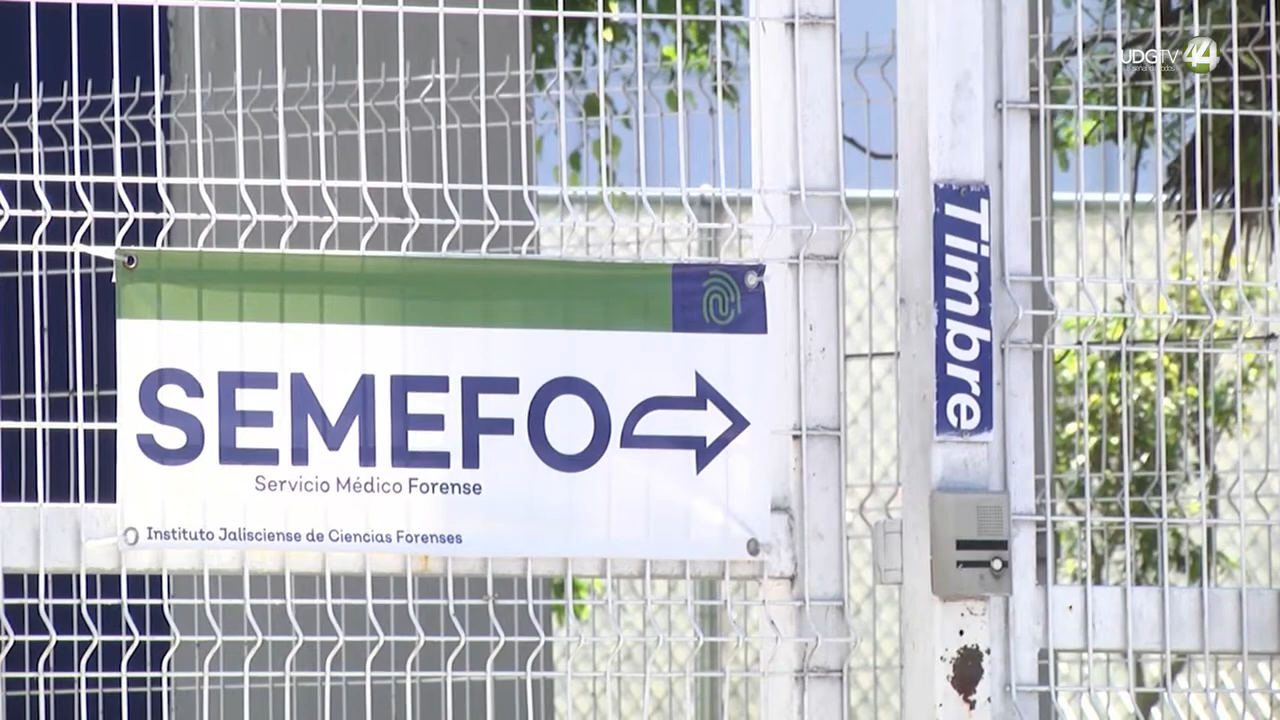 UDGTV 44
Timbre
SEMEFO
Servicio Médico Forense
Instituto Jalisciense de Ciencias Forenses